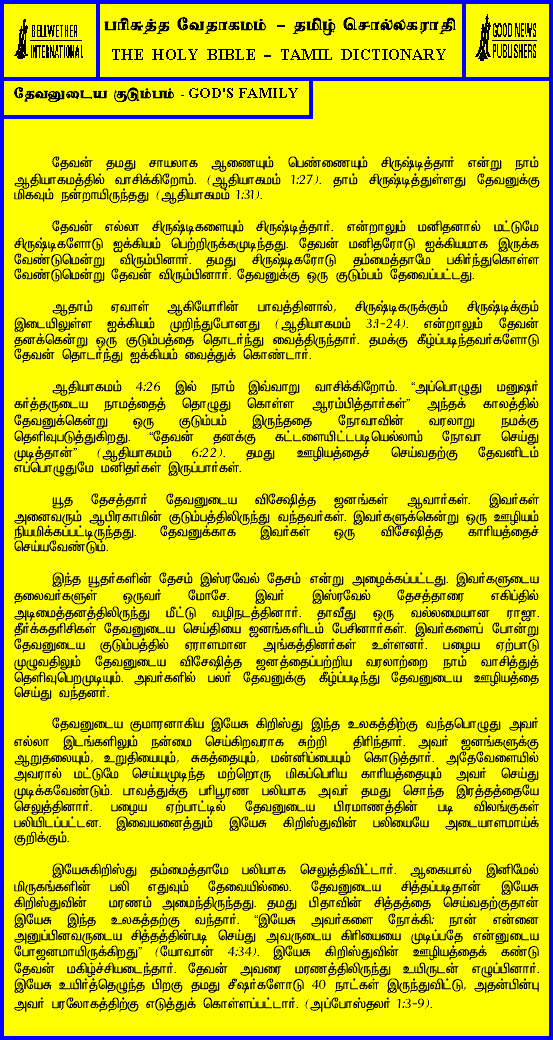 BELLWETHER
INTERNATIONAL
பரிசுத்த வேதாகமம் – தமிழ் சொல்லகராதி
THE HOLY BIBLE – TAMIL DICTIONARY
GOOD NEWS
PUBLISHERS
தேவனுடைய குடும்பம் - GOD'S FAMILY
தேவன் தமது சாயலாக ஆணையும் பெண்ணையும் சிருஷ்டித்தார் என்று நாம்
ஆதியாகமத்தில் வாசிக்கிறோம். (ஆதியாகமம் 1:27). தாம் சிருஷ்டித்துள்ளது தேவனுக்கு
மிகவும் நன்றாயிருந்தது (ஆதியாகமம் 1:31).
தேவன் எல்லா சிருஷ்டிகளையும் சிருஷ்டித்தார். என்றாலும் மனிதனால் மட்டுமே
சிருஷ்டிகளோடு ஐக்கியம் பெற்றிருக்கமுடிந்தது. தேவன் மனிதரோடு ஐக்கியமாக இருக்க
வேண்டுமென்று விரும்பினார். தமது சிருஷ்டிகரோடு தம்மைத்தாமே பகிர்ந்துகொள்ள
வேண்டுமென்று தேவன் விரும்பினார். தேவனுக்கு ஒரு குடும்பம் தேவைப்பட்டது.
ஆதாம் ஏவாள் ஆகியோரின் பாவத்தினால், சிருஷ்டிகருக்கும் சிருஷ்டிக்கும்
இடையிலுள்ள ஐக்கியம் முறிந்துபோனது (ஆதியாகமம் 3:1-24). என்றாலும் தேவன்
தனக்கென்று ஒரு குடும்பத்தை தொடர்ந்து வைத்திருந்தார். தமக்கு கீழ்ப்படிந்தவர்களோடு
தேவன் தொடர்ந்து ஐக்கியம் வைத்துக் கொண்டார்.
ஆதியாகமம் 4:26 இல் நாம் இவ்வாறு வாசிக்கிறோம். “அப்பொழுது மனுஷர்
கர்த்தருடைய நாமத்தைத் தொழுது கொள்ள ஆரம்பித்தார்கள்” அந்தக் காலத்தில்
தேவனுக்கென்று ஒரு குடும்பம் இருந்ததை நோவாவின் வரலாறு நமக்கு
தெளிவுபடுத்துகிறது. “தேவன் தனக்கு கட்டளையிட்டபடியெல்லாம் நோவா செய்து
முடித்தான்” (ஆதியாகமம் 6:22). தமது ஊழியத்தைச் செய்வதற்கு தேவனிடம்
எப்பொழுதுமே மனிதர்கள் இருப்பார்கள்.
யூத தேசத்தார் தேவனுடைய விசேஷித்த ஜனங்கள் ஆவார்கள். இவர்கள்
அனைவரும் ஆபிரகாமின் குடும்பத்திலிருந்து வந்தவர்கள். இவர்களுக்கென்று ஒரு ஊழியம்
நியமிக்கப்பட்டிருந்தது. தேவனுக்காக இவர்கள் ஒரு விசேஷித்த காரியத்தைச்
செய்யவேண்டும்.
இந்த யூதர்களின் தேசம் இஸ்ரவேல் தேசம் என்று அழைக்கப்பட்டது. இவர்களுடைய
தலைவர்களுள் ஒருவர் மோசே. இவர் இஸ்ரவேல் தேசத்தாரை எகிப்தில்
அடிமைத்தனத்திலிருந்து மீட்டு வழிநடத்தினார். தாவீது ஒரு வல்லமையான ராஜா.
தீர்க்கதரிசிகள் தேவனுடைய செய்தியை ஜனங்களிடம் பேசினார்கள். இவர்களைப் போன்று
தேவனுடைய குடும்பத்தில் ஏராளமான அங்கத்தினர்கள் உள்ளனர். பழைய ஏற்பாடு
முழுவதிலும் தேவனுடைய விசேஷித்த ஜனத்தைப்பற்றிய வரலாற்றை நாம் வாசித்துத்
தெளிவுபெறமுடியும். அவர்களில் பலர் தேவனுக்கு கீழ்ப்படிந்து தேவனுடைய ஊழியத்தை
செய்து வந்தனர்.
தேவனுடைய குமாரனாகிய இயேசு கிறிஸ்து இந்த உலகத்திற்கு வந்தபொழுது அவர்
எல்லா இடங்களிலும் நன்மை செய்கிறவராக சுற்றி திரிந்தார். அவர் ஜனங்களுக்கு
ஆறுதலையும், உறுதியையும், சுகத்தையும், மன்னிப்பையும் கொடுத்தார். அதேவேளையில்
அவரால் மட்டுமே செய்யமுடிந்த மற்றொரு மிகப்பெரிய காரியத்தையும் அவர் செய்து
முடிக்கவேண்டும். பாவத்துக்கு பரிபூரண பலியாக அவர் தமது சொந்த இரத்தத்தையே
செலுத்தினார். பழைய ஏற்பாட்டில் தேவனுடைய பிரமாணத்தின் படி விலங்குகள்
பலியிடப்பட்டன. இவையனைத்தும் இயேசு கிறிஸ்துவின் பலியையே அடையாளமாய்க்
குறிக்கும்.
இயேசுகிறிஸ்து தம்மைத்தாமே பலியாக செலுத்திவிட்டார். ஆகையால் இனிமேல்
மிருகங்களின் பலி எதுவும் தேவையில்லை. தேவனுடைய சித்தப்படிதான் இயேசு
கிறிஸ்துவின் மரணம் அமைந்திருந்தது. தமது பிதாவின் சித்தத்தை செய்வதற்குதான்
இயேசு இந்த உலகத்தற்கு வந்தார். “இயேசு அவர்களை நோக்கி: நான் என்னை
அனுப்பினவருடைய சித்தத்தின்படி செய்து அவருடைய கிரியையை முடிப்பதே என்னுடைய
போஜனமாயிருக்கிறது” (யோவான் 4:34). இயேசு கிறிஸ்துவின் ஊழியத்தைக் கண்டு
தேவன் மகிழ்ச்சியடைந்தார். தேவன் அவரை மரணத்திலிருந்து உயிருடன் எழுப்பினார்.
இயேசு உயிர்த்தெழுந்த பிறகு தமது சீஷர்களோடு 40 நாட்கள் இருந்துவிட்டு, அதன்பின்பு
அவர் பரலோகத்திற்கு எடுத்துக் கொள்ளப்பட்டார். (அப்போஸ்தலர் 1:3-9).